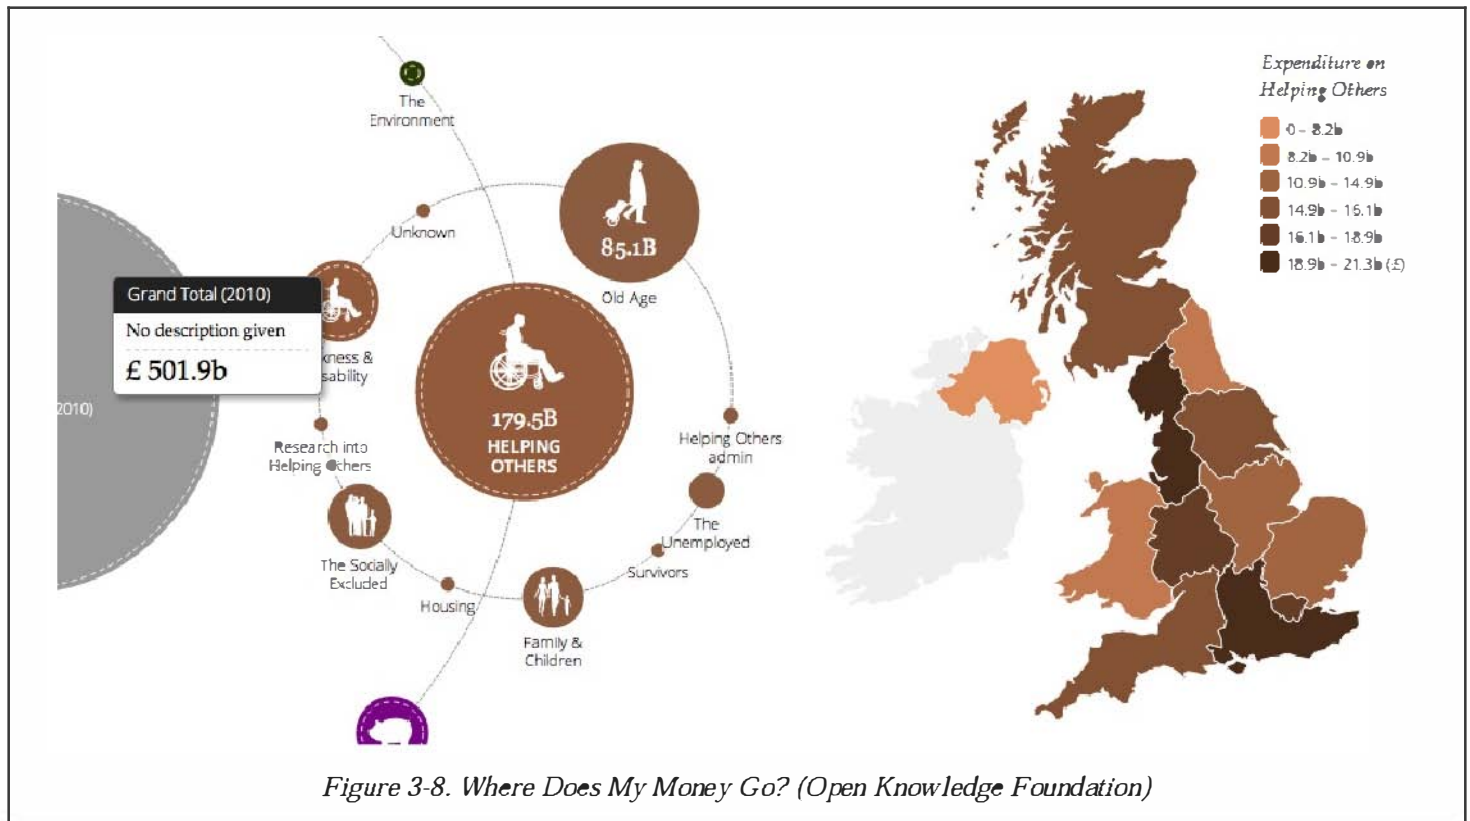 The
Environment
Unknown
85.1B
Old Age
Grand Total (2010)
No description given
£ 501.9b
kness &
sability
2010)
179.5B
HELPING
OTHERS
Research into
Helping Others
Helping Others
admin
The
Unemployed
Survivors
The Socially
Excluded
Housing
Family &
Children
Expenditure on
Helping Others
0 – 8.2b
8.2b – 10.9b
10.9b – 14.9b
14.9b – 16.1b
16.1b – 18.9b
18.9b – 21.3b (£)
Figure 3-8. Where Does My Money Go? (Open Knowledge Foundation)